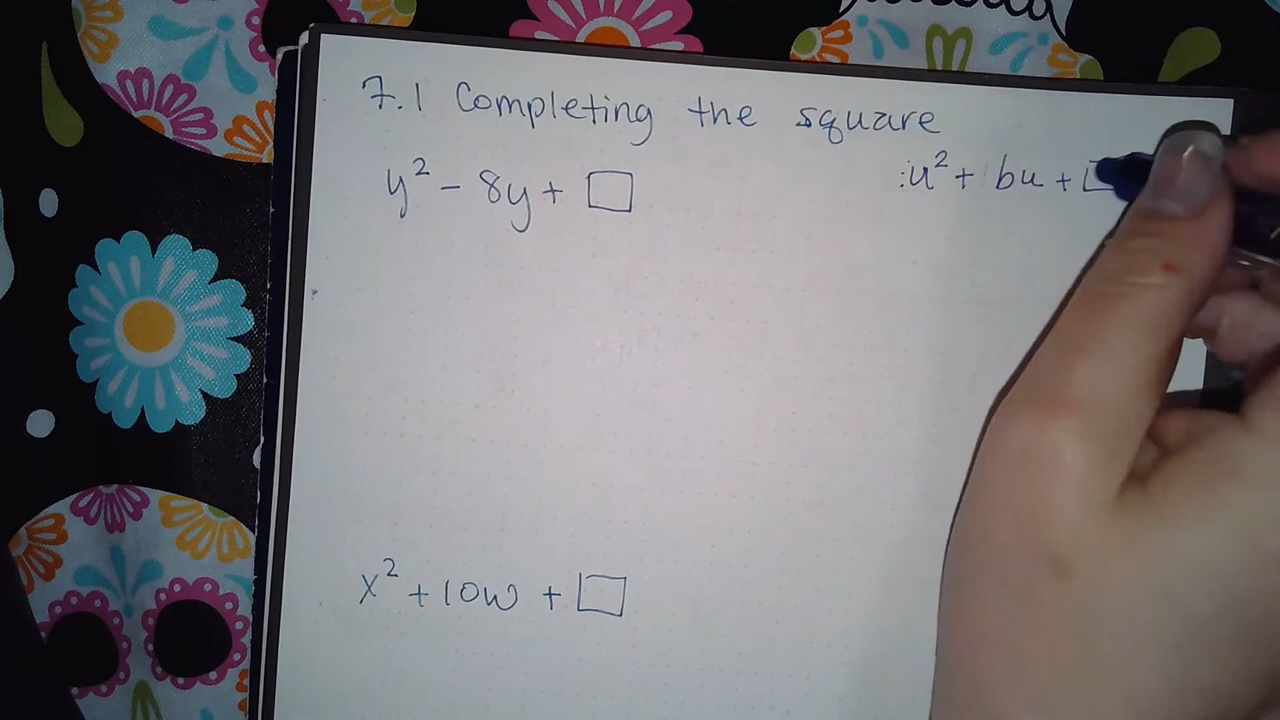 7.1 Completing the square
y² - 8y + □
:u² + bu + □
x² + 10w + □